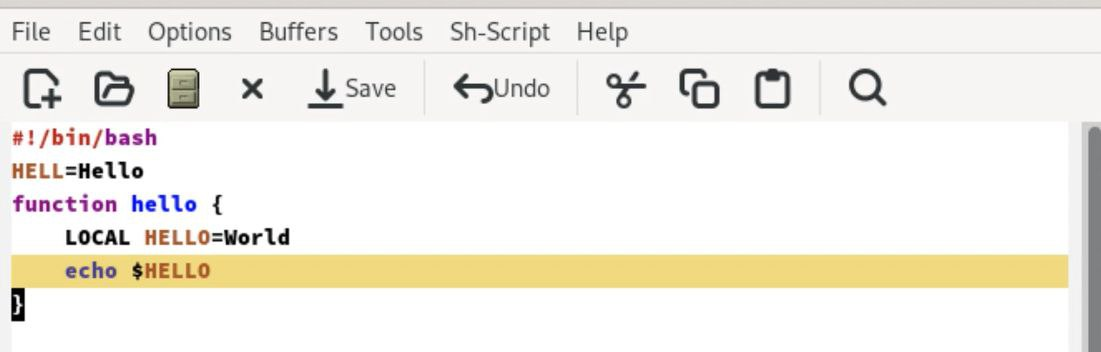 File Edit Options Buffers Tools Sh-Script Help
Save Undo
#!/bin/bash
HELL=Hello
function hello {
    LOCAL HELLO=World
    echo $HELLO
}